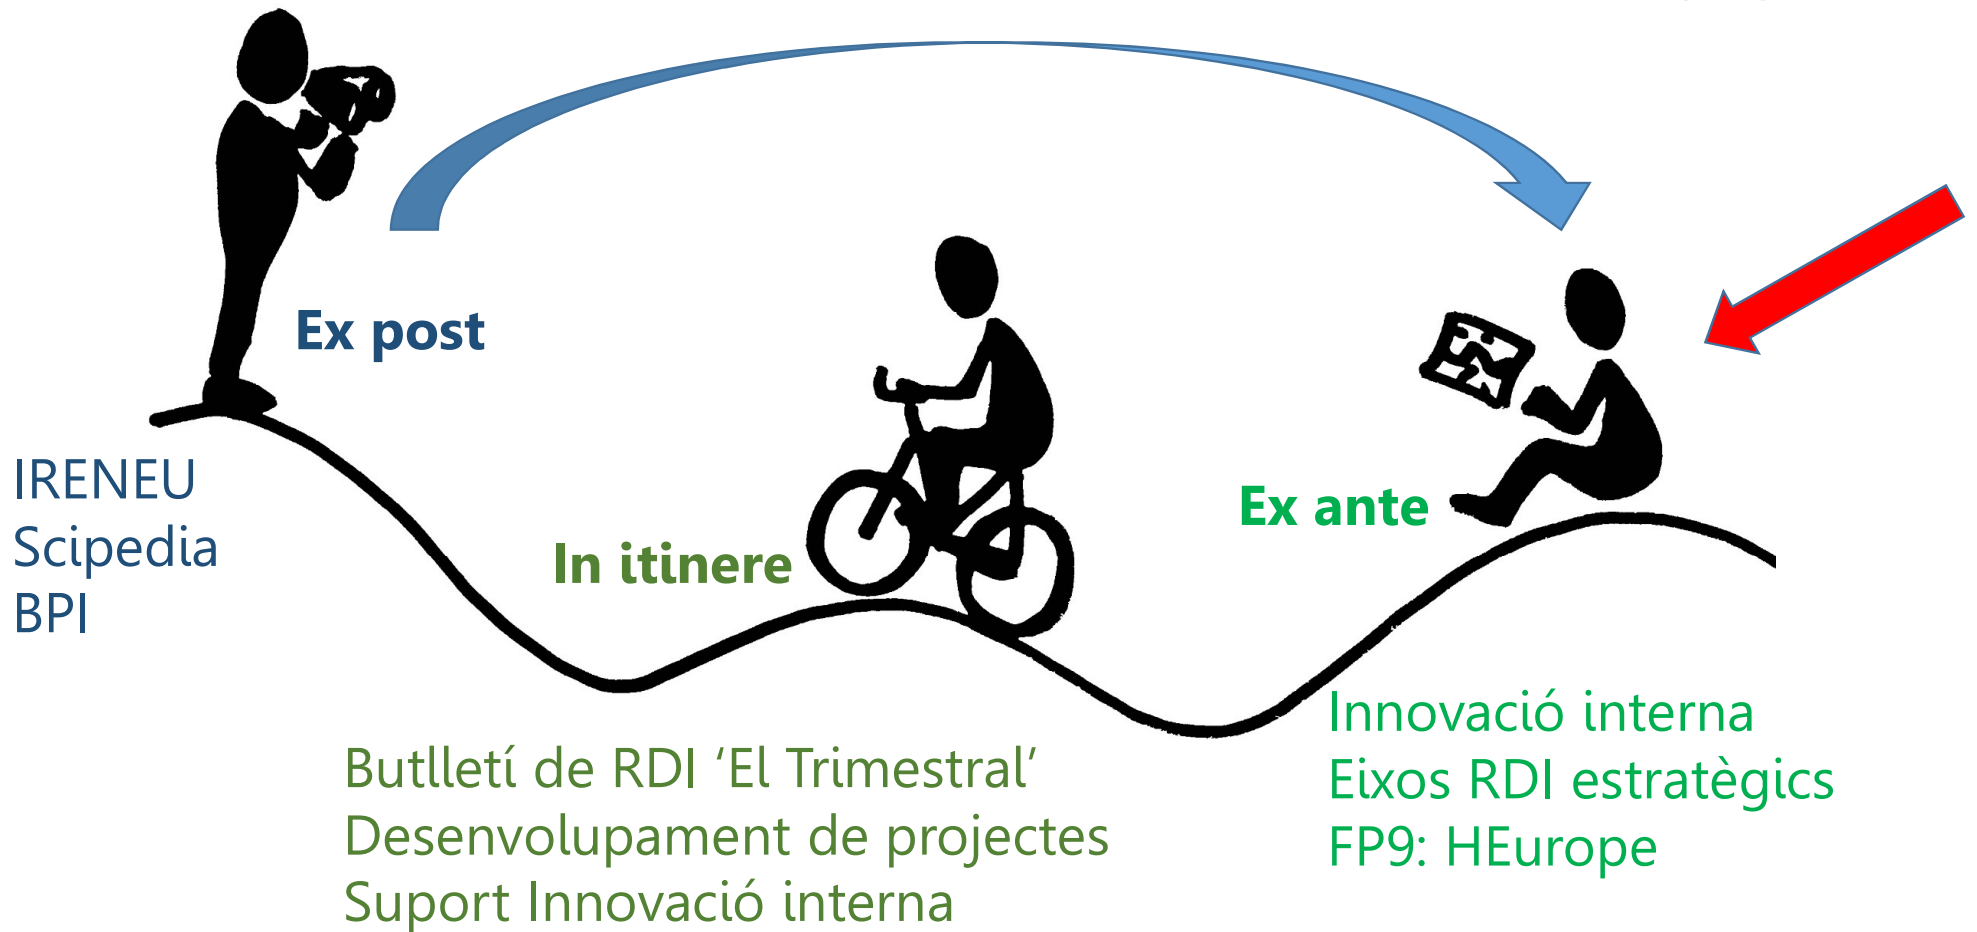 Ex post
IRENEU
Scipedia
BPI
In itinere
Butlletí de RDI ‘El Trimestral’
Desenvolupament de projectes
Suport Innovació interna
Ex ante
Innovació interna
Eixos RDI estratègics
FP9: HEurope